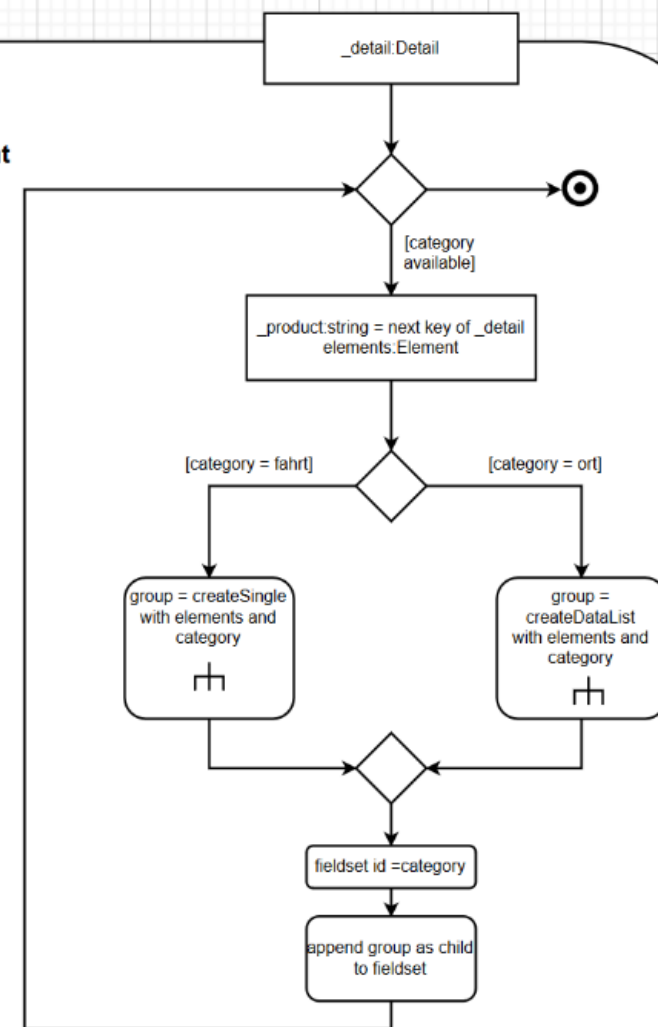 _detail:Detail
[category
available]
_product:string = next key of _detail
elements:Element
[category = fahrt]
[category = ort]
group = createSingle
with elements and
category
group =
createDataList
with elements and
category
fieldset id =category
append group as child
to fieldset